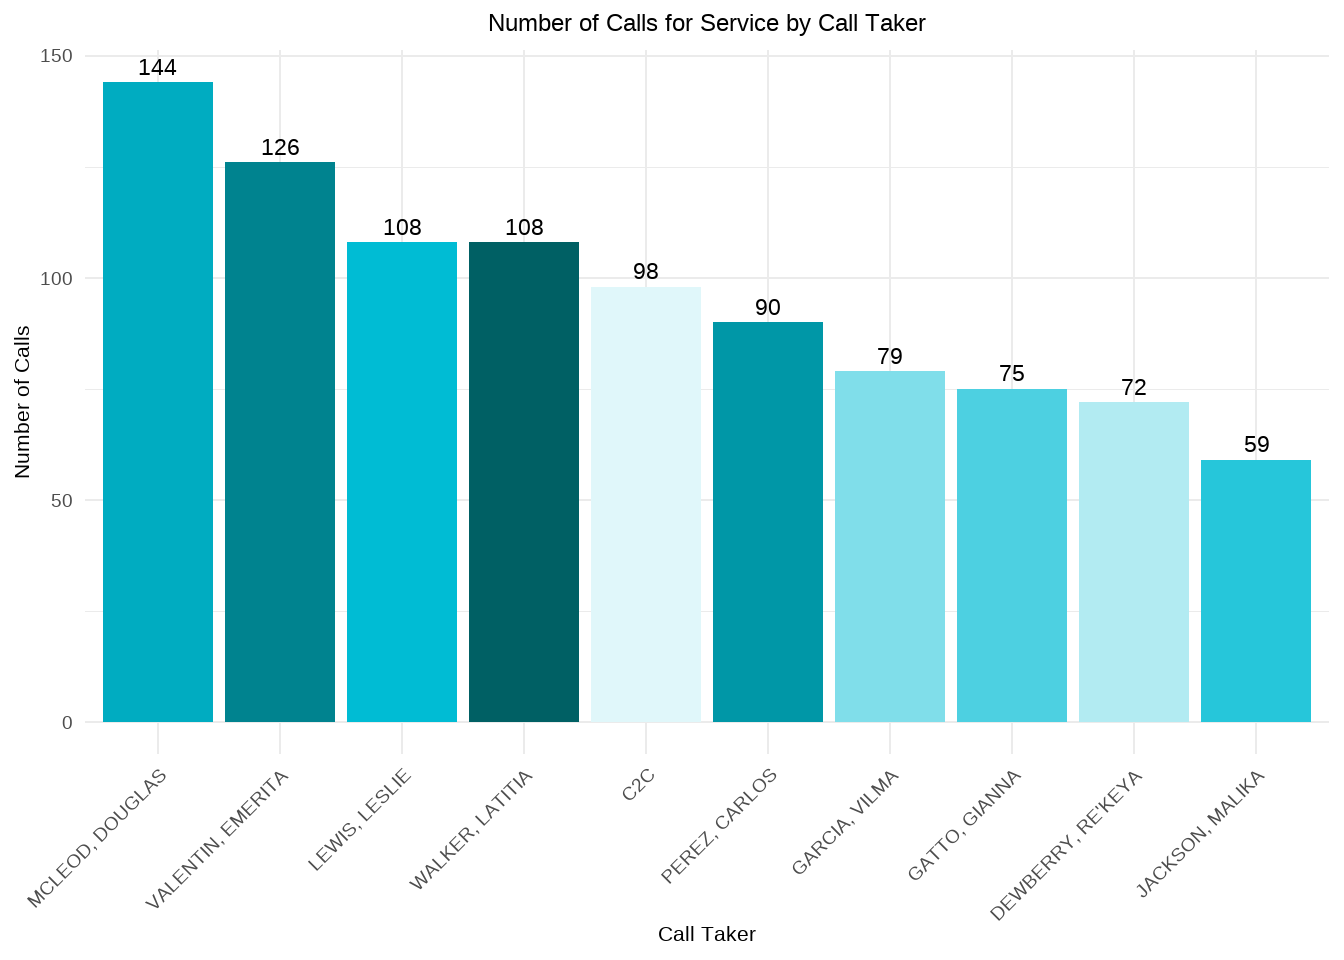 Number of Calls for Service by Call Taker
Number of Calls
150
100
50
0
144
126
108
108
98
90
79
75
72
59
MCLEOD, DOUGLAS
VALENTIN, EMERITA
LEWIS, LESLIE
WALKER, LATITIA
C2C
PEREZ, CARLOS
GARCIA, VILMA
GATTO, GIANNA
DEWBERRY, RE'KEYA
JACKSON, MALIKA
Call Taker